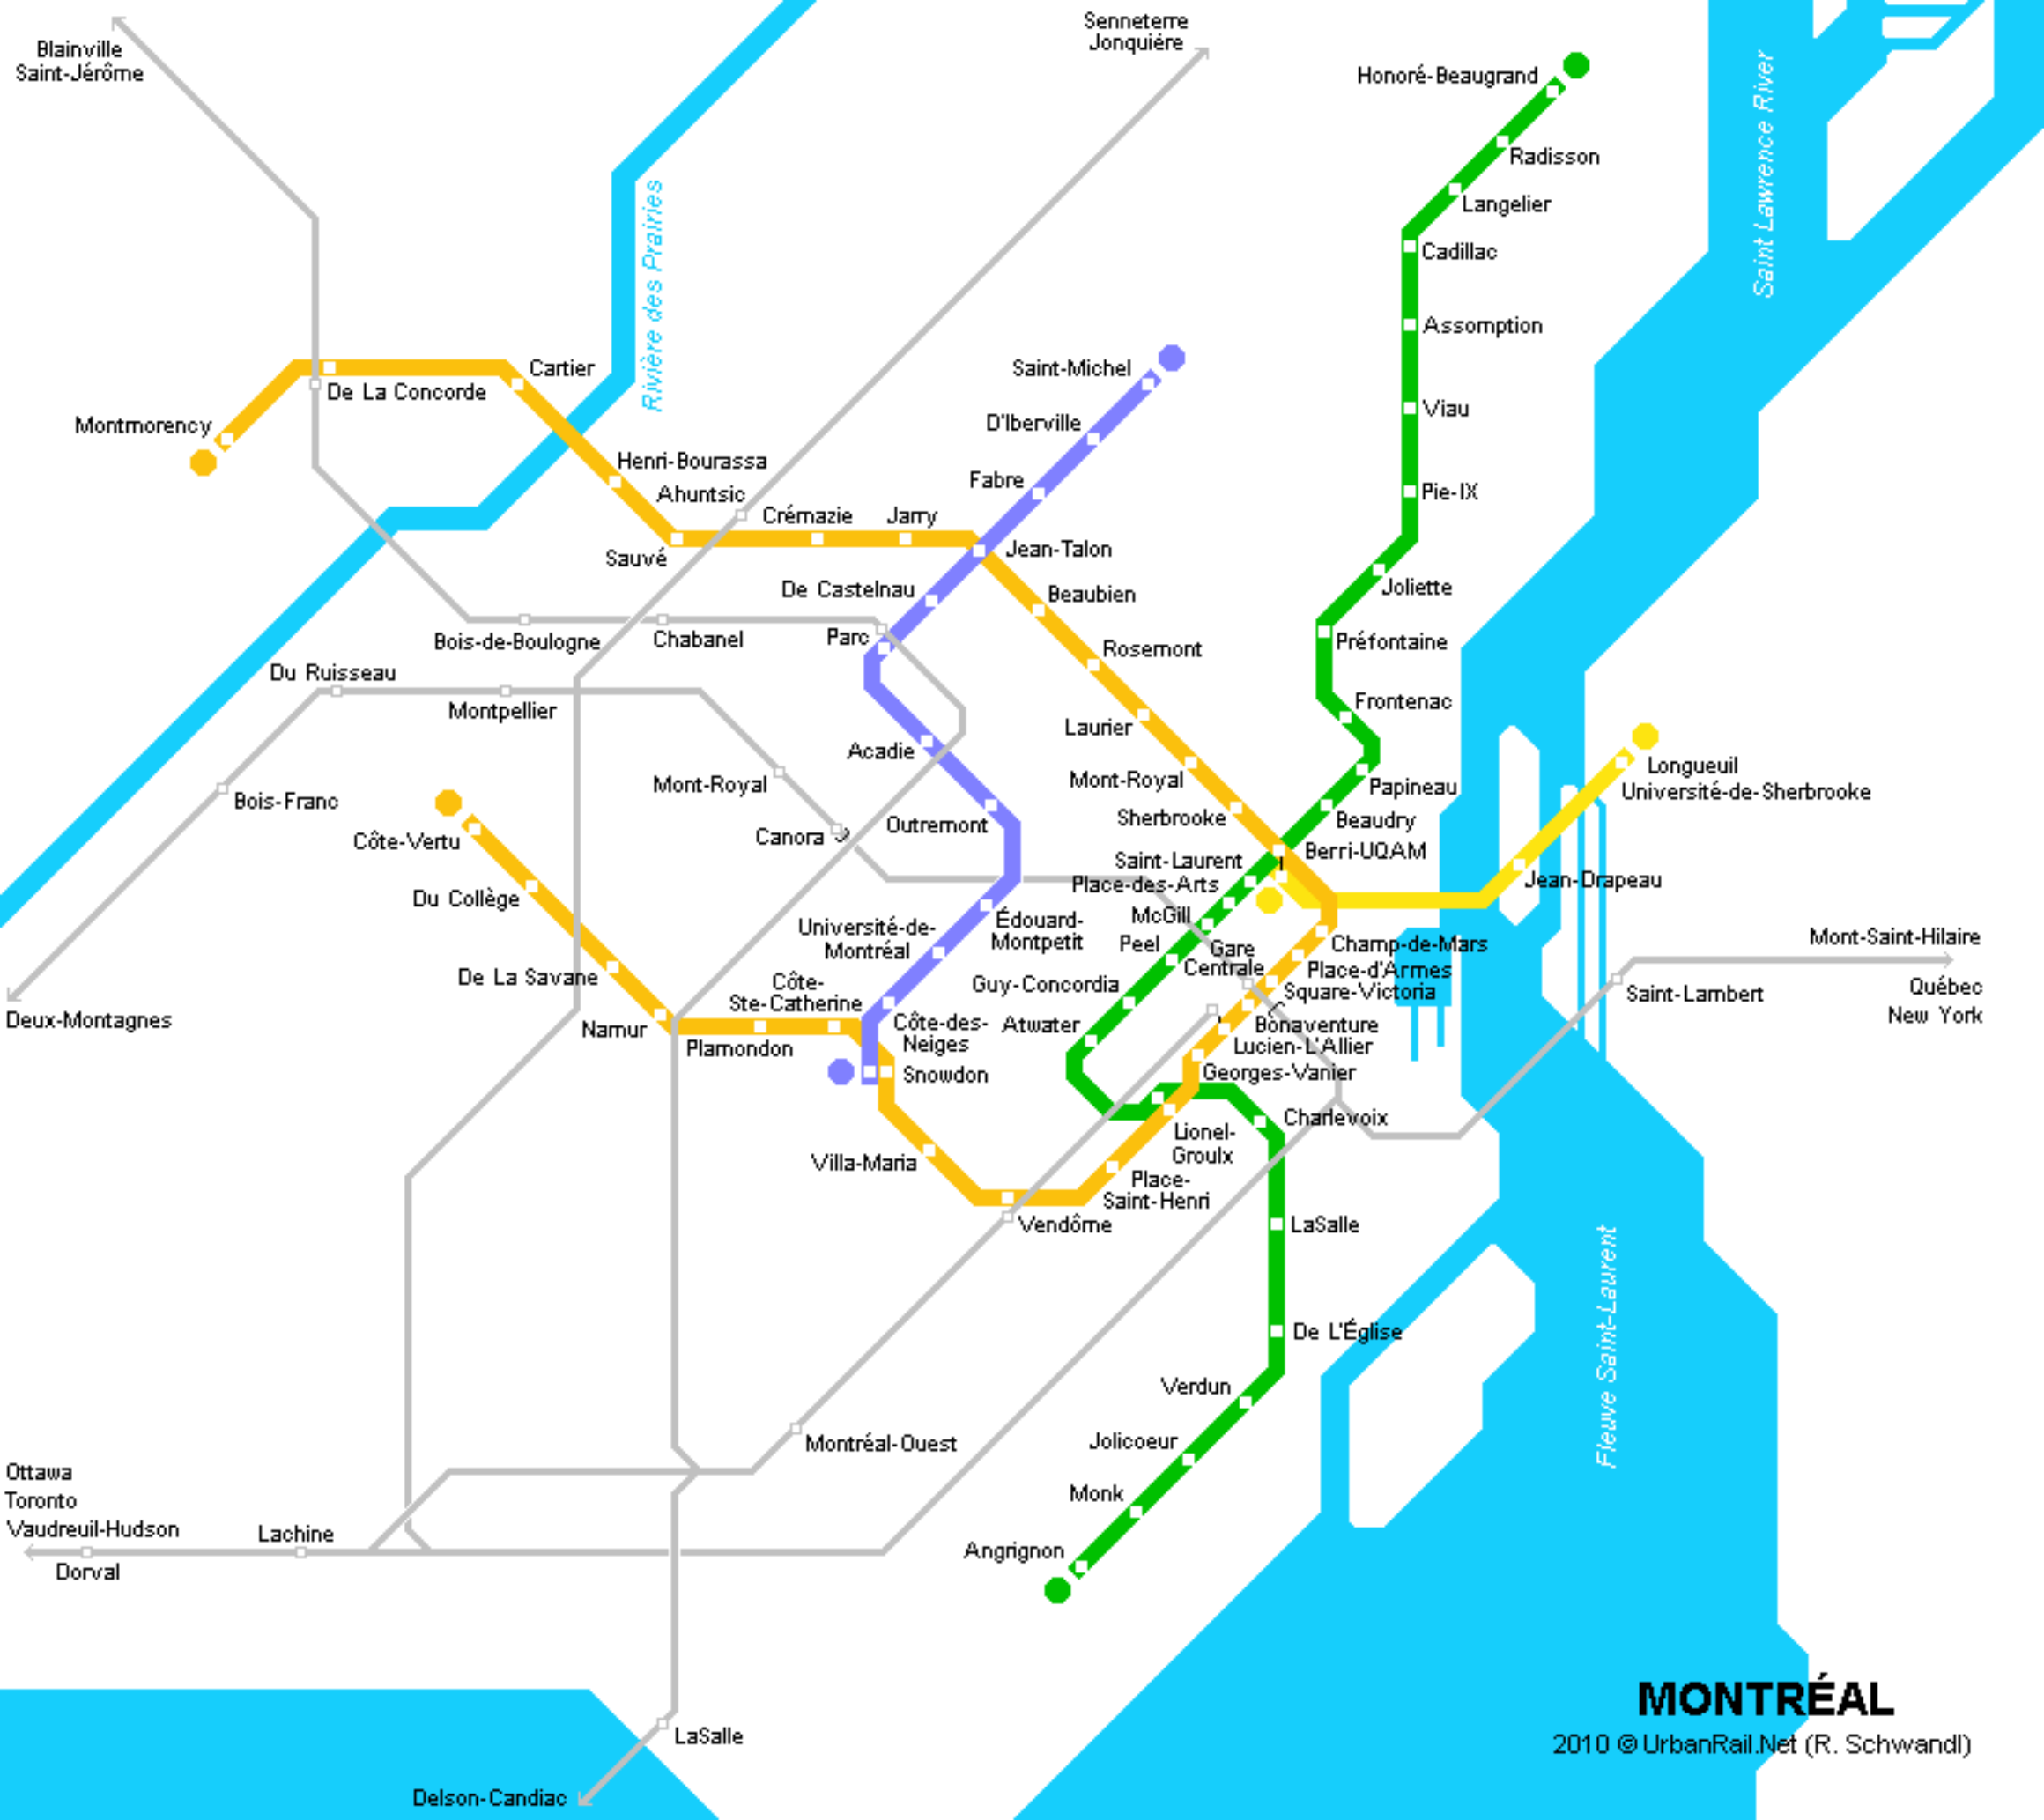 Blainville
Saint-Jérôme
Senneterre
Jonquiére
Honoré-Beaugrand
Radisson
Langelier
Cadillac
Assomption
Viau
Pie-IX
Joliette
Préfontaine
Frontenac
Papineau
Beaudry
Berri-UQAM
Saint Lawrence River
Rivière des Prairies
Cartier
De La Concorde
Montmorency
Henri-Bourassa
Ahuntsic
Crémazie
Jarry
Sauvé
Saint-Michel
D'Iberville
Fabre
Jean-Talon
De Castelnau
Beaubien
Parc
Rosemont
Bois-de-Boulogne
Chabanel
Du Ruisseau
Montpellier
Laurier
Acadie
Mont-Royal
Mont-Royal
Sherbrooke
Bois-Franc
Canora
Outremont
Côte-Vertu
Saint-Laurent
Place-des-Arts
McGill
Peel
Gare
Centrale
Longueuil
Université-de-Sherbrooke
Jean-Drapeau
Du Collège
Université-de-
Montréal
Édouard-
Montpetit
Champ-de-Mars
Place-d'Armes
Square-Victoria
Bonaventure
Lucien-L'Allier
Georges-Vanier
Mont-Saint-Hilaire
Québec
New York
Saint-Lambert
De La Savane
Côte-
Ste-Catherine
Guy-Concordia
Atwater
Deux-Montagnes
Namur
Plamondon
Côte-des-
Neiges
Snowdon
Charlevoix
Lionel-
Groulx
Villa-Maria
Place-
Saint-Henri
Vendôme
LaSalle
De L'Église
Verdun
Jolicoeur
Monk
Angrignon
Fleuve Saint-Laurent
Montréal-Ouest
Ottawa
Toronto
Vaudreuil-Hudson
Lachine
Dorval
LaSalle
Delson-Candiac
MONTRÉAL
2010 © UrbanRail.Net (R. Schwandl)